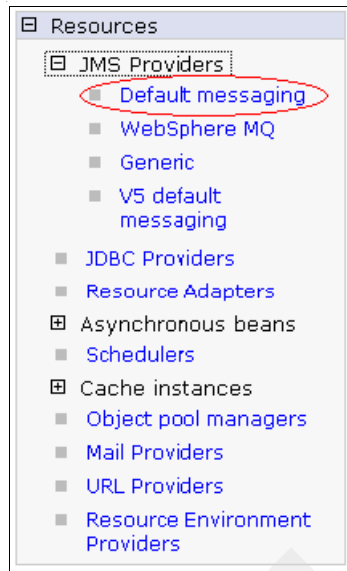 Resources
JMS Providers
Default messaging
WebSphere MQ
Generic
V5 default
messaging
JDBC Providers
Resource Adapters
Asynchronous beans
Schedulers
Cache instances
Object pool managers
Mail Providers
URL Providers
Resource Environment
Providers